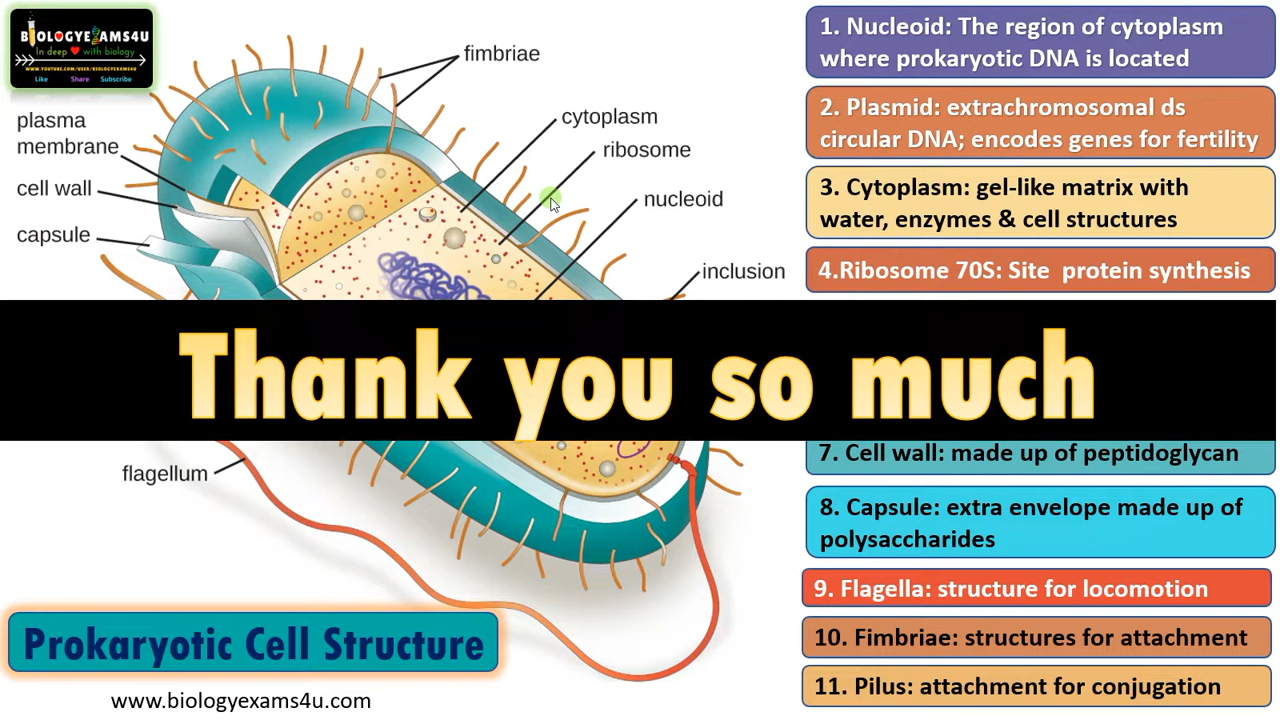 BIOLOGYEXAMS4U
In deep ❤ with biology
WWW.YOUTUBE.COM/USER/BIOLOGYEXAMS4U
Like Share Subscribe
fimbriae
plasma
membrane
cell wall
capsule
cytoplasm
ribosome
nucleoid
inclusion
Thank you so much
flagellum
Prokaryotic Cell Structure
www.biologyexams4u.com
1. Nucleoid: The region of cytoplasm
where prokaryotic DNA is located
2. Plasmid: extrachromosomal ds
circular DNA; encodes genes for fertility
3. Cytoplasm: gel-like matrix with
water, enzymes & cell structures
4.Ribosome 70S: Site protein synthesis
7. Cell wall: made up of peptidoglycan
8. Capsule: extra envelope made up of
polysaccharides
9. Flagella: structure for locomotion
10. Fimbriae: structures for attachment
11. Pilus: attachment for conjugation